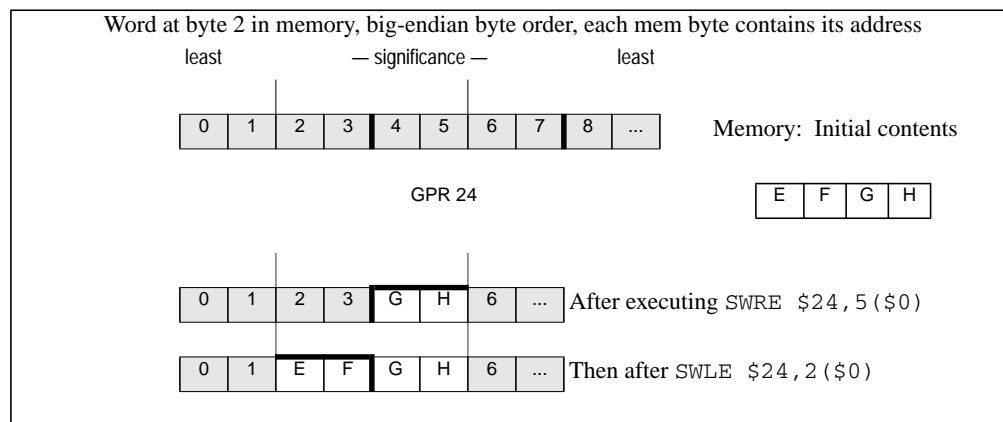 Word at byte 2 in memory, big-endian byte order, each mem byte contains its address
least — significance — least
0 1 2 3 4 5 6 7 8 ... Memory: Initial contents
GPR 24 E F G H
0 1 2 3 G H 6 ... After executing SWRE $24,5($0)
0 1 E F G H 6 ... Then after SWLE $24,2($0)